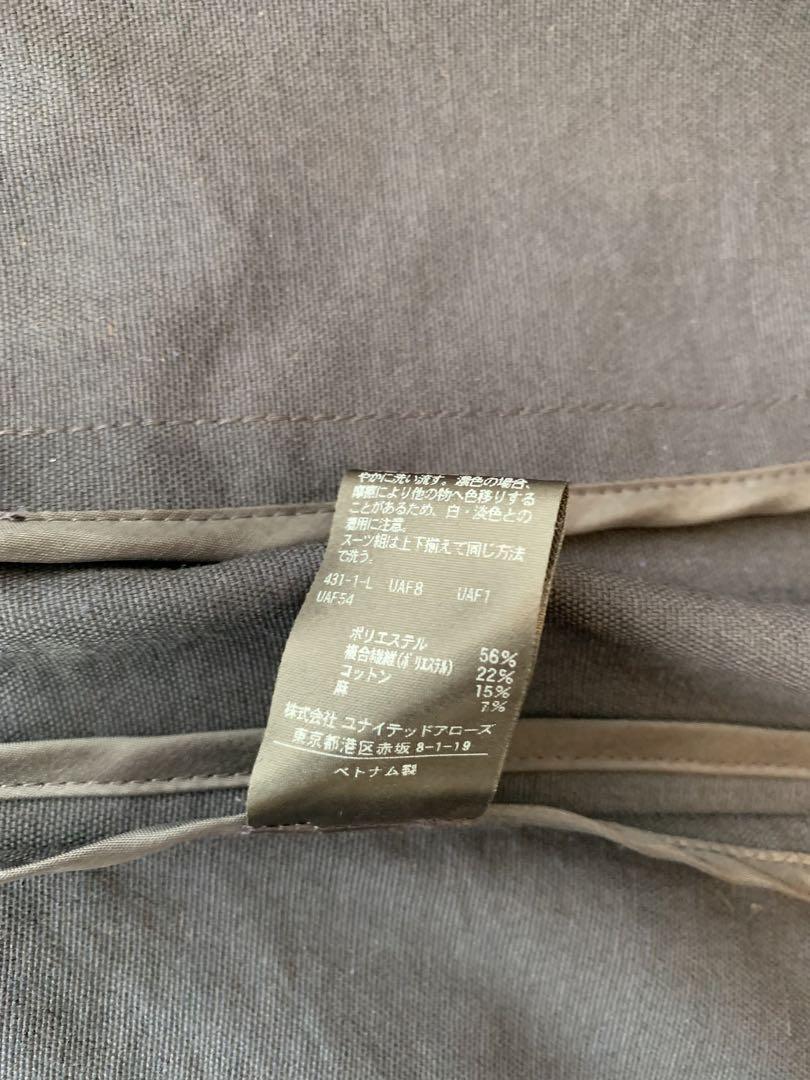 やかに洗い流す。濃色の場合、
摩擦により他の物へ色移りする
ことがあるため、白・淡色との
着用に注意。
スーツ組は上下揃えて同じ方法
で洗う。
431-1-L UAF8 UAF1
UAF54
ポリエステル 56%
複合繊維(ポリエステル) 22%
コットン 15%
麻 7%
株式会社 ユナイテッドアローズ
東京都港区赤坂 8-1-19
ベトナム製